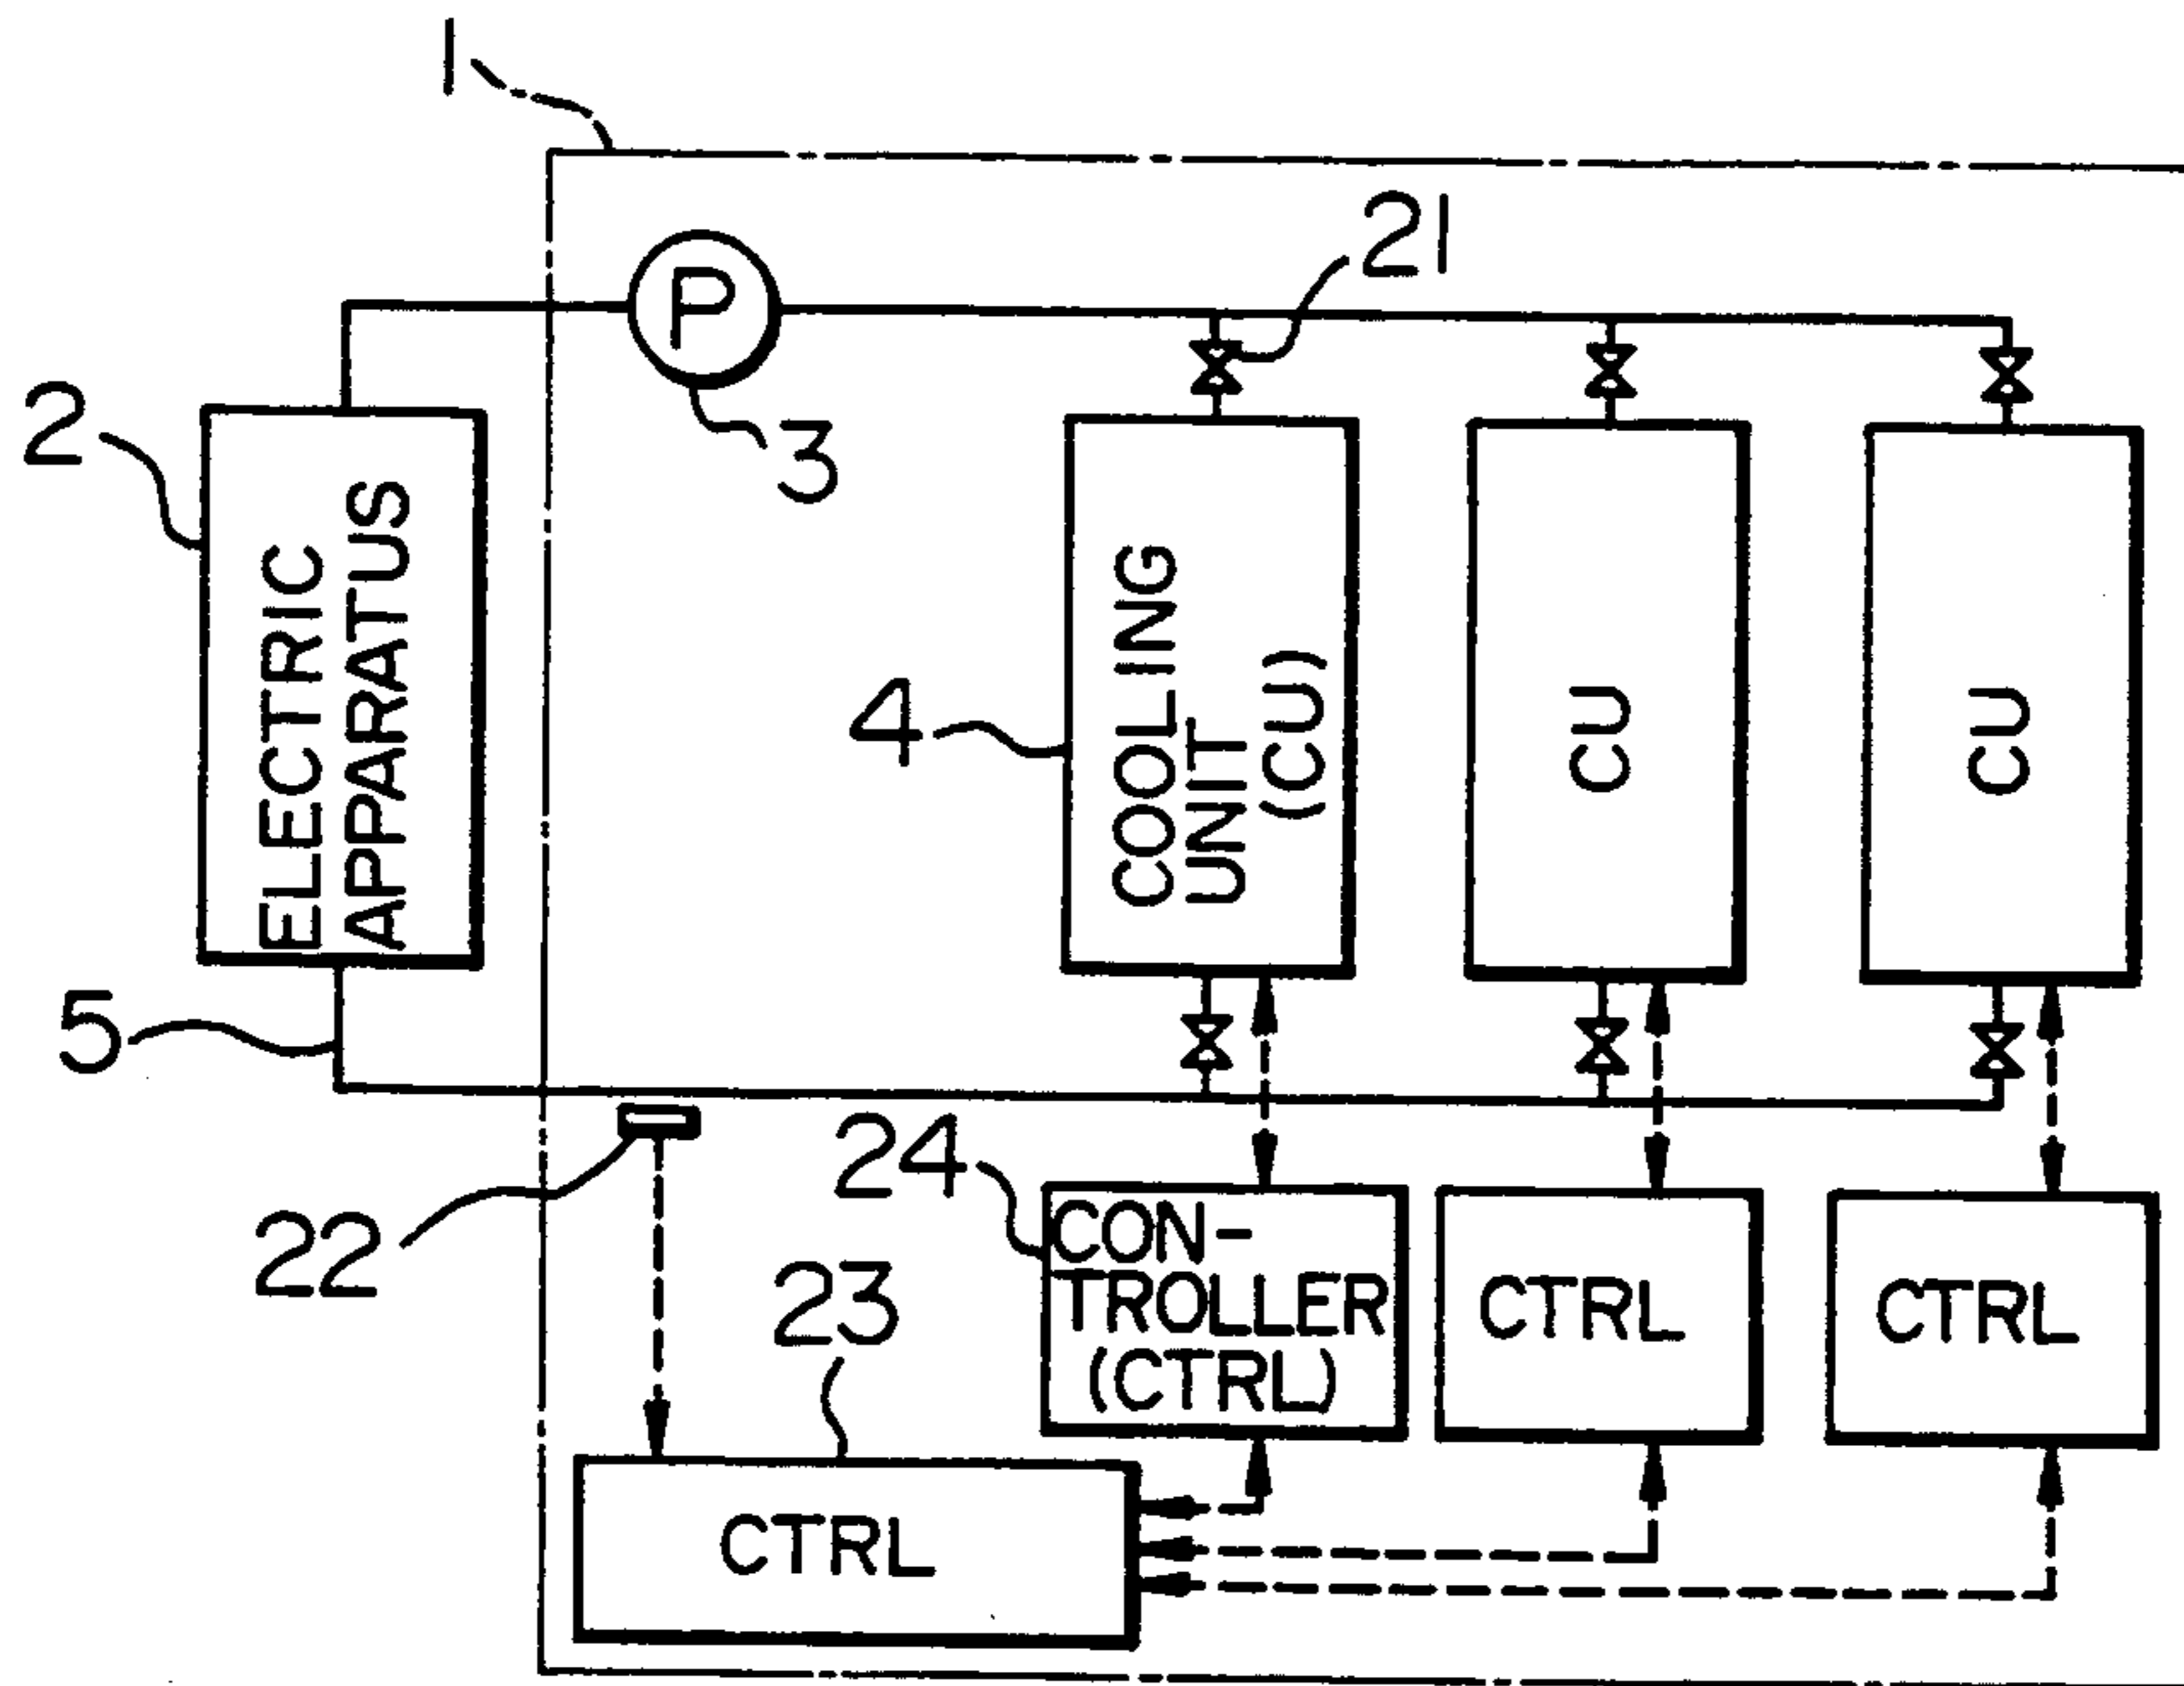 1
21
P
3
2
ELECTRIC
APPARATUS
4
COOLING
UNIT
(CU)
CU
CU
5
24
22
23
CON-
TROLLER
(CTRL)
CTRL
CTRL
CTRL